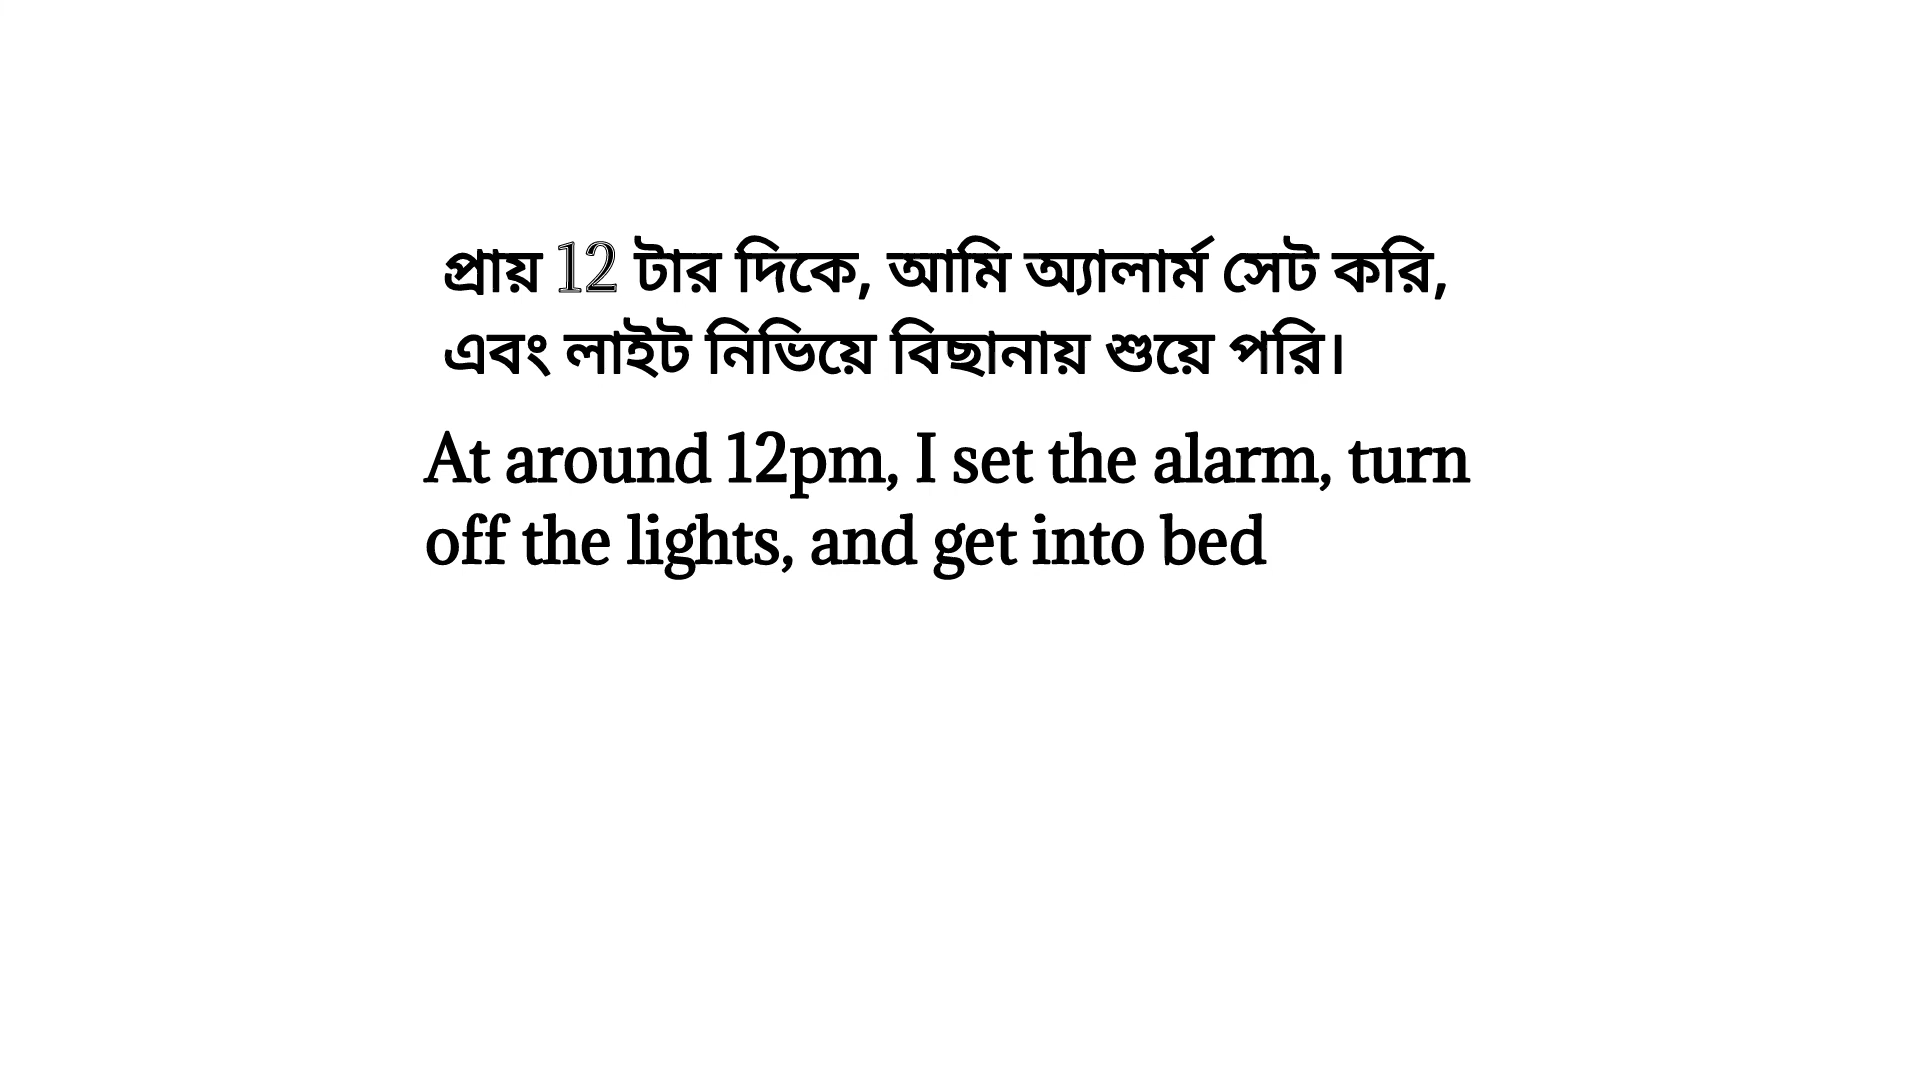 প্রায় 12 টার দিকে, আমি অ্যালার্ম সেট করি,
এবং লাইট নিভিয়ে বিছানায় শুয়ে পরি।
At around 12pm, I set the alarm, turn
off the lights, and get into bed